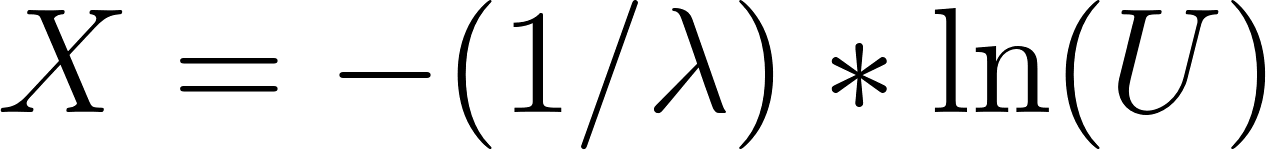 X = −(1/λ) ∗ ln(U)